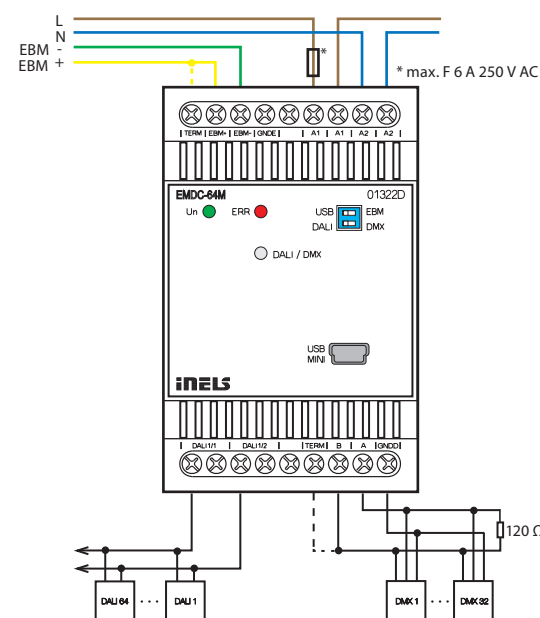 L
N
EBM -
EBM +
*
* max. F 6 A 250 V AC
TERM EBM+ EBM- GNDE A1 A1 A2 A2
EMDC-64M 01322D
Un ERR USB EBM
DALI DMX
DALI / DMX
USB
MINI
iNELS
DALI1/1 DALI1/2 TERM B A GNDD
120 Ω
DALI 64 ··· DALI 1 DMX 1 ··· DMX 32